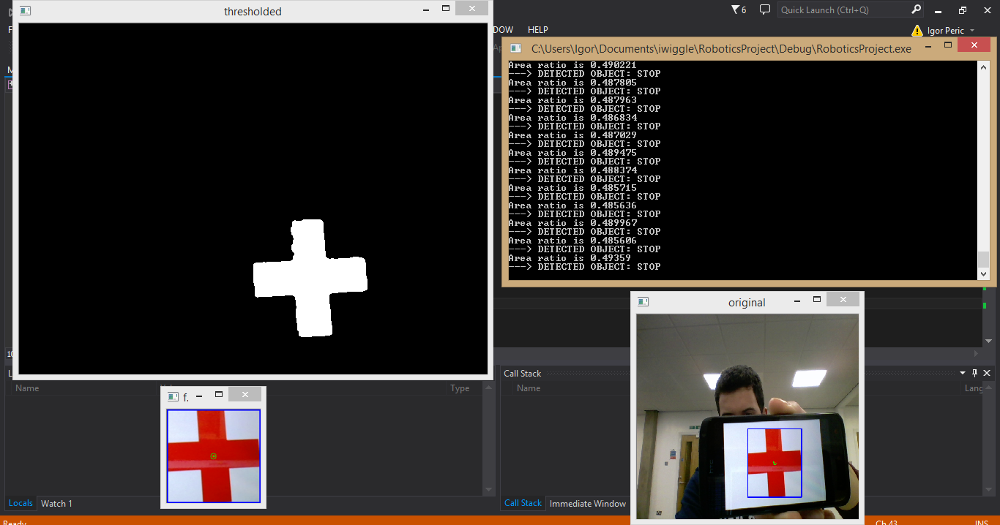 thresholded
6
Quick Launch (Ctrl+Q)
DOW HELP
Igor Peric
C:\Users\Igor\Documents\iwiggle\RoboticsProject\Debug\RoboticsProject.exe
Area ratio is 0.490221
---> DETECTED OBJECT: STOP
Area ratio is 0.487805
---> DETECTED OBJECT: STOP
Area ratio is 0.487963
---> DETECTED OBJECT: STOP
Area ratio is 0.486834
---> DETECTED OBJECT: STOP
Area ratio is 0.487029
---> DETECTED OBJECT: STOP
Area ratio is 0.489475
---> DETECTED OBJECT: STOP
Area ratio is 0.488374
---> DETECTED OBJECT: STOP
Area ratio is 0.485715
---> DETECTED OBJECT: STOP
Area ratio is 0.485636
---> DETECTED OBJECT: STOP
Area ratio is 0.489967
---> DETECTED OBJECT: STOP
Area ratio is 0.485606
---> DETECTED OBJECT: STOP
Area ratio is 0.49359
---> DETECTED OBJECT: STOP
original
Name Type
f.
Locals Watch 1
Call Stack
Name Lang
Call Stack Immediate Window
Ready Ch 43 INS